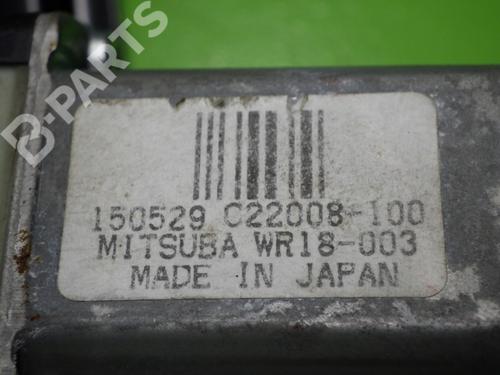 150529 C22008-100
MITSUBA WR18-003
MADE IN JAPAN
B-PARTS